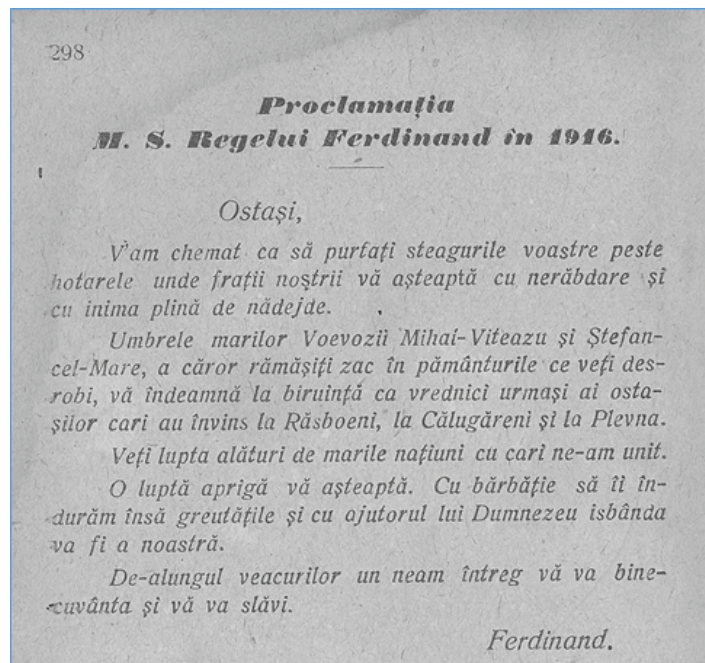 298
Proclamația
M. S. Regelui Ferdinand în 1916.
Ostași,
V'am chemat ca să purtați steagurile voastre peste
hotarele unde frații noștrii vă așteaptă cu nerăbdare și
cu inima plină de nădejde.
Umbrele marilor Voevozii Mihai-Viteazu și Ștefan-
cel-Mare, a căror rămășiți zac în pământurile ce veți des-
robi, vă îndeamnă la biruință ca vrednici urmași ai osta-
șilor cari au învins la Răsboeni, la Călugăreni și la Plevna.
Veți lupta alături de marile națiuni cu cari ne-am unit.
O luptă aprigă vă așteaptă. Cu bărbăție să îi în-
durăm însă greutățile și cu ajutorul lui Dumnezeu isbânda
va fi a noastră.
De-alungul veacurilor un neam întreg vă va bine-
cuvânta și vă va slăvi.
Ferdinand.